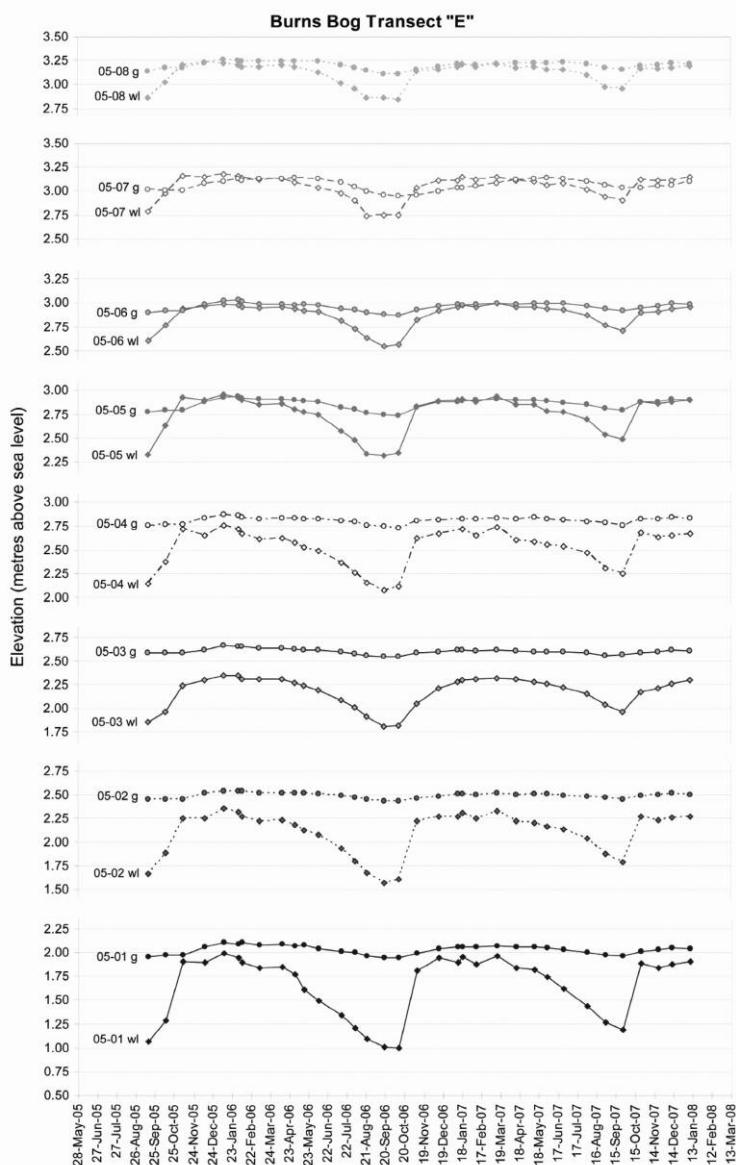 Burns Bog Transect "E"
Elevation (metres above sea level)
3.50
3.25
3.00
2.75
05-08 g
05-08 wl
3.50
3.25
3.00
2.75
2.50
05-07 g
05-07 wl
3.25
3.00
2.75
2.50
05-06 g
05-06 wl
3.00
2.75
2.50
2.25
05-05 g
05-05 wl
3.00
2.75
2.50
2.25
2.00
05-04 g
05-04 wl
2.75
2.50
2.25
2.00
1.75
05-03 g
05-03 wl
2.75
2.50
2.25
2.00
1.75
1.50
05-02 g
05-02 wl
2.25
2.00
1.75
1.50
1.25
1.00
0.75
0.50
05-01 g
05-01 wl
28-May-05
27-Jun-05
27-Jul-05
26-Aug-05
25-Sep-05
25-Oct-05
24-Nov-05
24-Dec-05
23-Jan-06
22-Feb-06
24-Mar-06
23-Apr-06
23-May-06
22-Jun-06
22-Jul-06
21-Aug-06
20-Sep-06
20-Oct-06
19-Nov-06
19-Dec-06
18-Jan-07
17-Feb-07
19-Mar-07
18-Apr-07
18-May-07
17-Jun-07
17-Jul-07
16-Aug-07
15-Sep-07
15-Oct-07
14-Nov-07
14-Dec-07
13-Jan-08
12-Feb-08
13-Mar-08